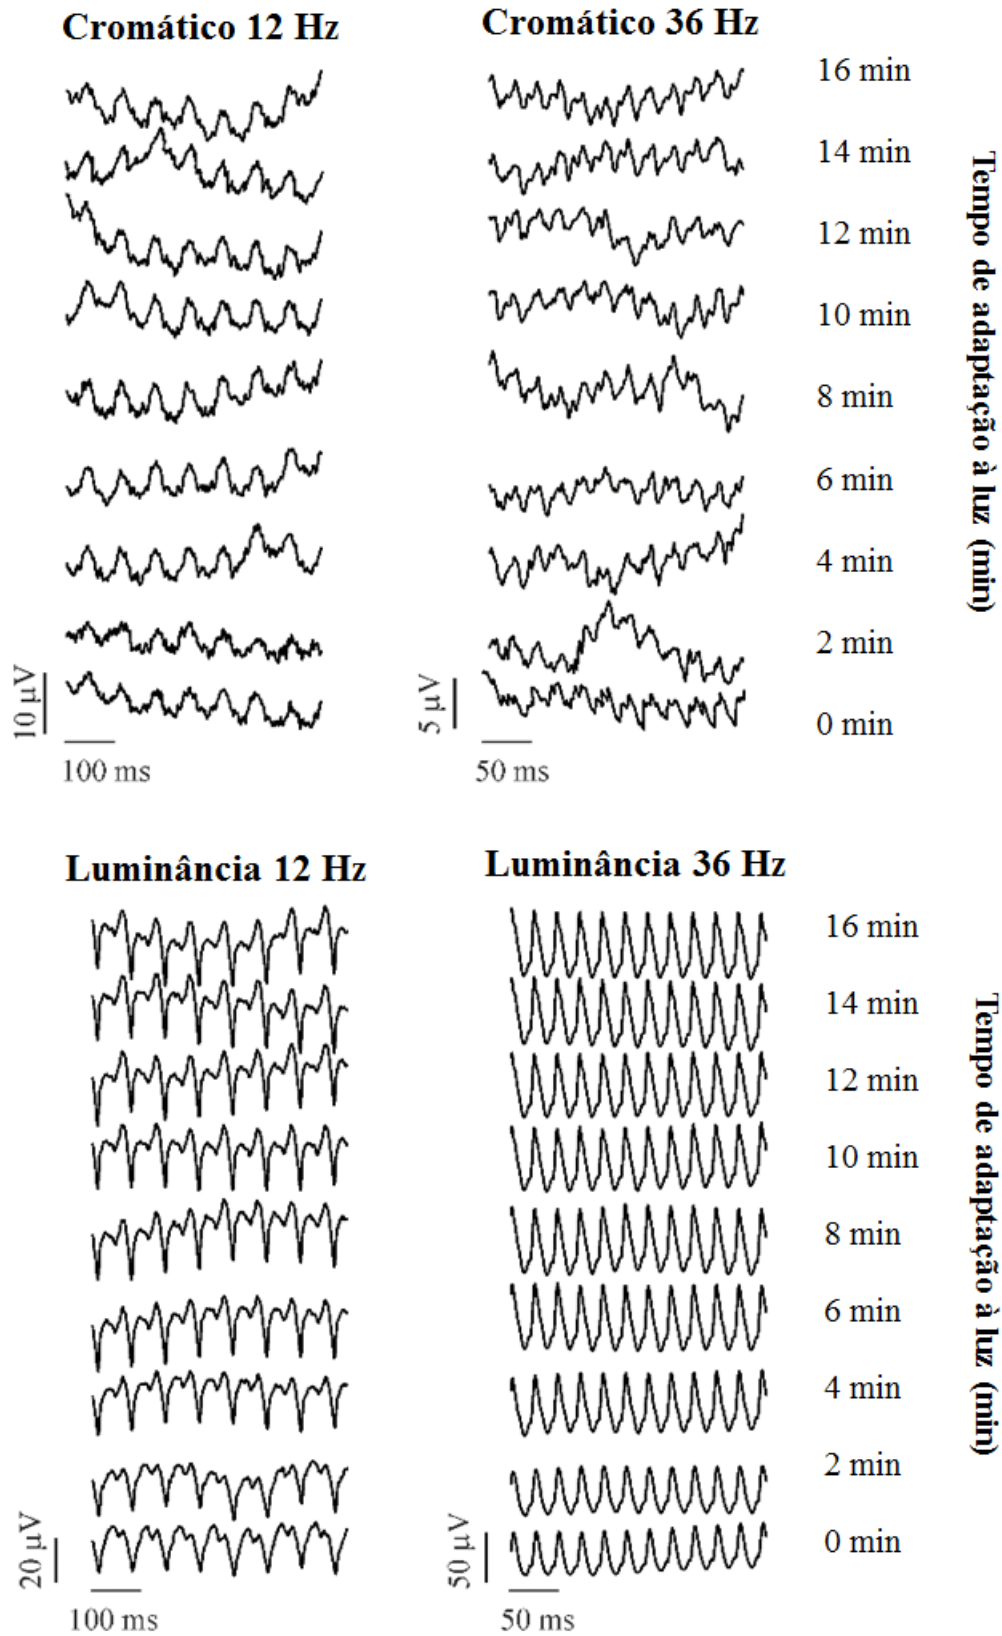 Cromático 12 Hz
Cromático 36 Hz
16 min
14 min
12 min
10 min
8 min
6 min
4 min
2 min
0 min
Tempo de adaptação à luz (min)
10 µV
100 ms
5 µV
50 ms
Luminância 12 Hz
Luminância 36 Hz
16 min
14 min
12 min
10 min
8 min
6 min
4 min
2 min
0 min
Tempo de adaptação à luz (min)
20 µV
100 ms
50 µV
50 ms